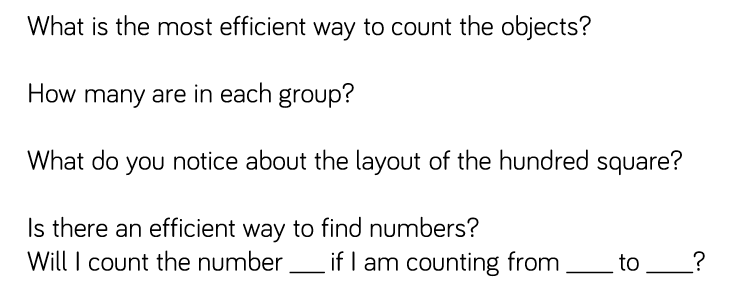 What is the most efficient way to count the objects?
How many are in each group?
What do you notice about the layout of the hundred square?
Is there an efficient way to find numbers?
Will I count the number ___ if I am counting from ____ to ____?